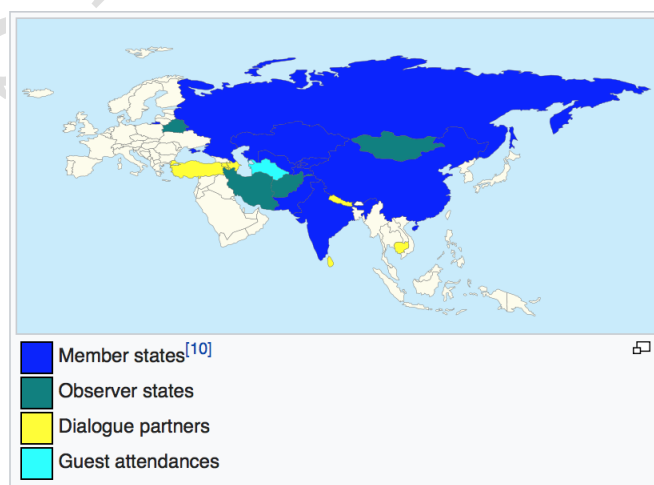 Member states[10]
Observer states
Dialogue partners
Guest attendances